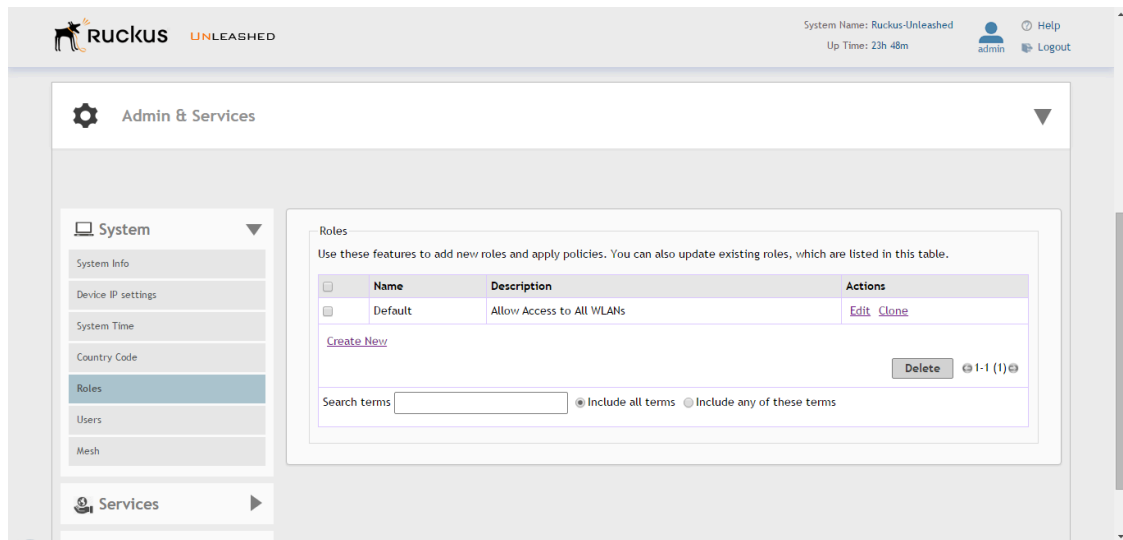 Ruckus UNLEASHED
System Name: Ruckus-Unleashed
Up Time: 23h 48m
admin
Help
Logout
Admin & Services
System
System Info
Device IP settings
System Time
Country Code
Roles
Users
Mesh
Services
Roles
Use these features to add new roles and apply policies. You can also update existing roles, which are listed in this table.
Name Description Actions
Default Allow Access to All WLANs Edit Clone
Create New
Delete 1-1 (1)
Search terms Include all terms Include any of these terms